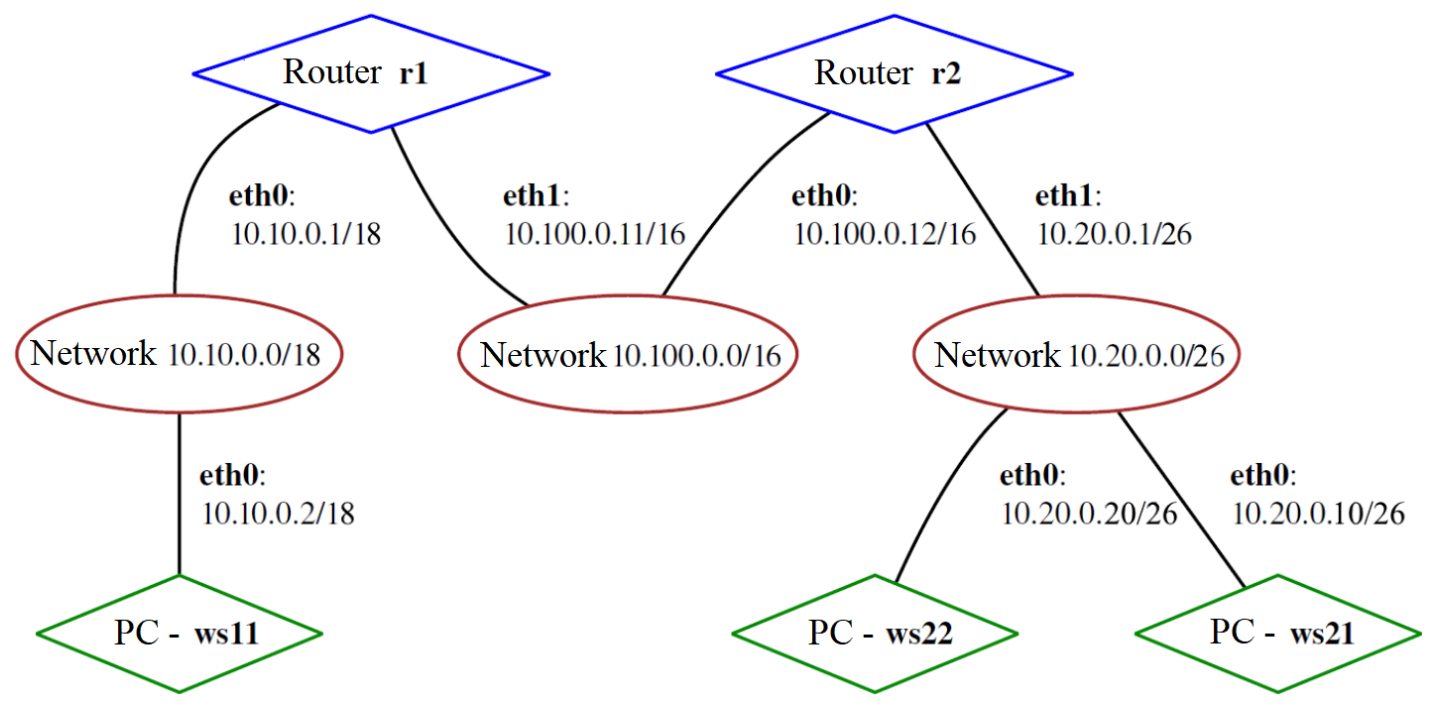 Router r1
Router r2
eth0:
10.10.0.1/18
eth1:
10.100.0.11/16
eth0:
10.100.0.12/16
eth1:
10.20.0.1/26
Network 10.10.0.0/18
Network 10.100.0.0/16
Network 10.20.0.0/26
eth0:
10.10.0.2/18
eth0:
10.20.0.20/26
eth0:
10.20.0.10/26
PC - ws11
PC - ws22
PC - ws21